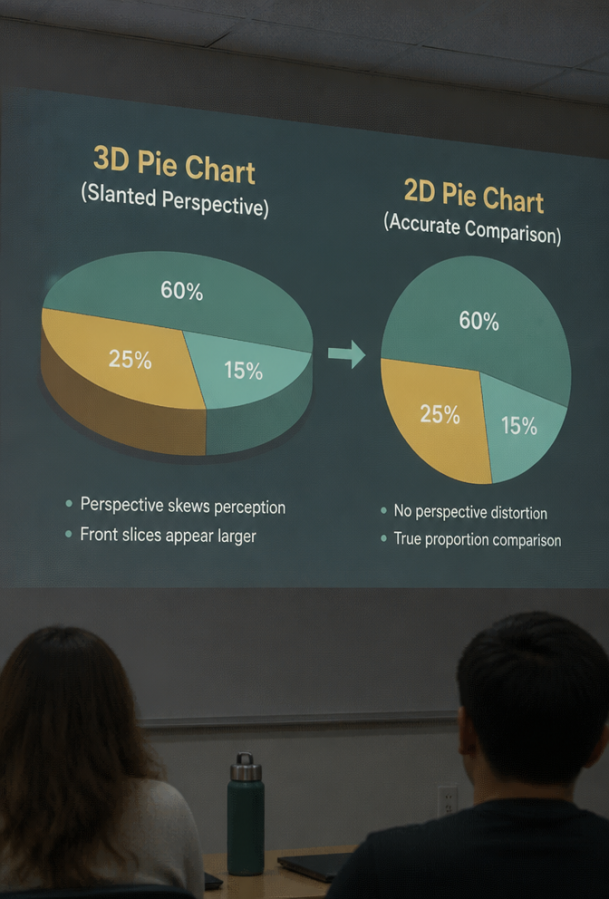 3D Pie Chart
(Slanted Perspective)
60%
25%
15%
Perspective skews perception
Front slices appear larger
2D Pie Chart
(Accurate Comparison)
60%
25%
15%
No perspective distortion
True proportion comparison